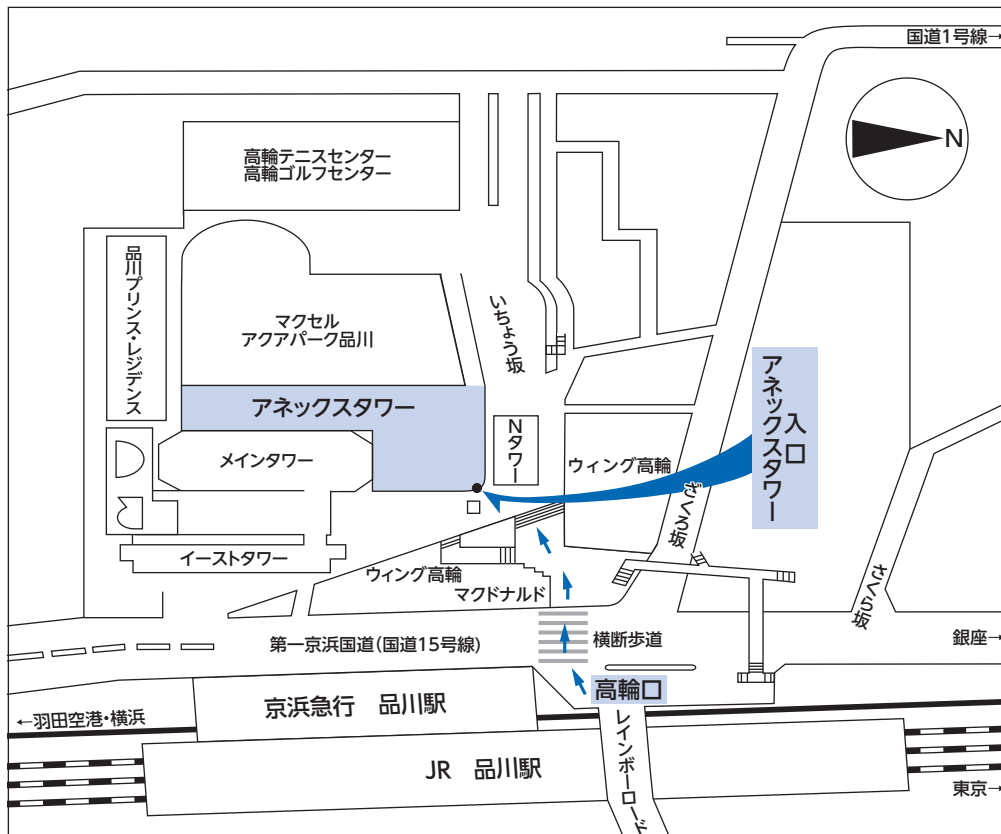 国道1号線→
N
高輪テニスセンター
高輪ゴルフセンター
品川プリンス・レジデンス
マクセル
アクアパーク品川
いちょう坂
アネックスタワー
入口
アネックスタワー
Nタワー
メインタワー
ウィング高輪
ざくろ坂
イーストタワー
ウィング高輪
マクドナルド
さくら坂
第一京浜国道(国道15号線)
横断歩道
銀座→
高輪口
京浜急行 品川駅
←羽田空港・横浜
レインボーロード
JR 品川駅
東京→